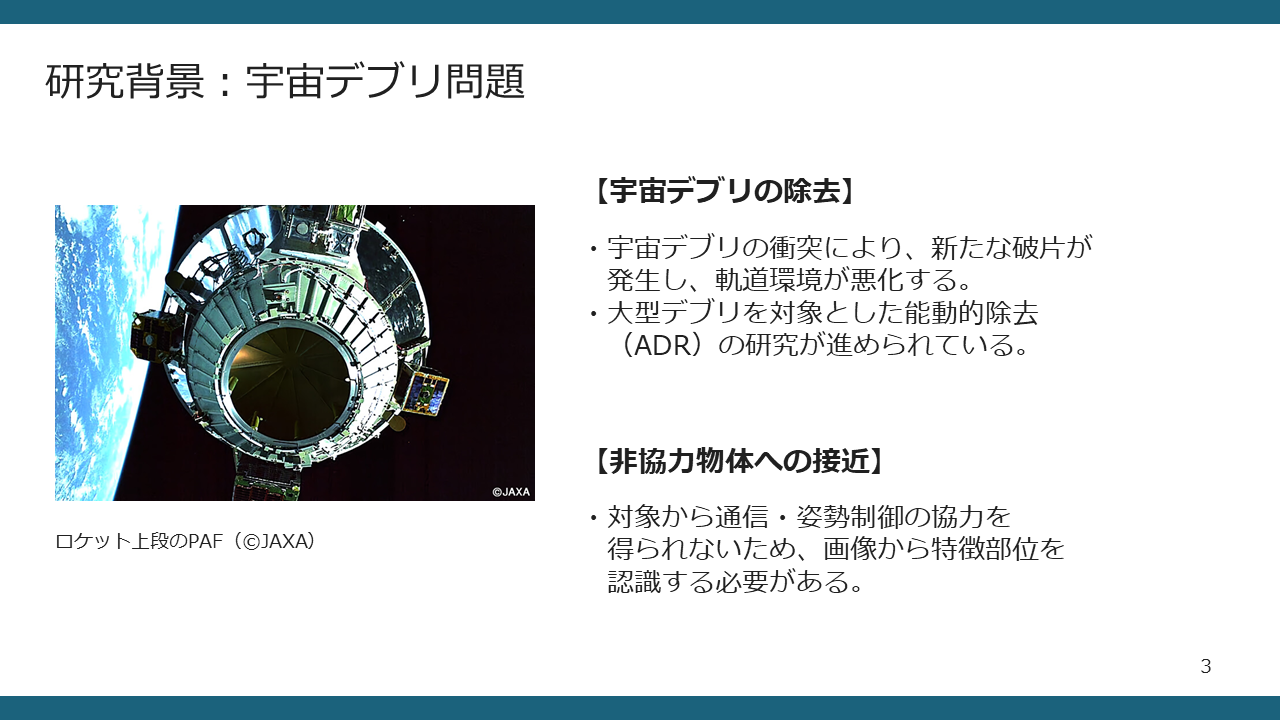 研究背景：宇宙デブリ問題
©JAXA
ロケット上段のPAF（©JAXA）
【宇宙デブリの除去】
・宇宙デブリの衝突により、新たな破片が
発生し、軌道環境が悪化する。
・大型デブリを対象とした能動的除去
（ADR）の研究が進められている。
【非協力物体への接近】
・対象から通信・姿勢制御の協力を
得られないため、画像から特徴部位を
認識する必要がある。
3